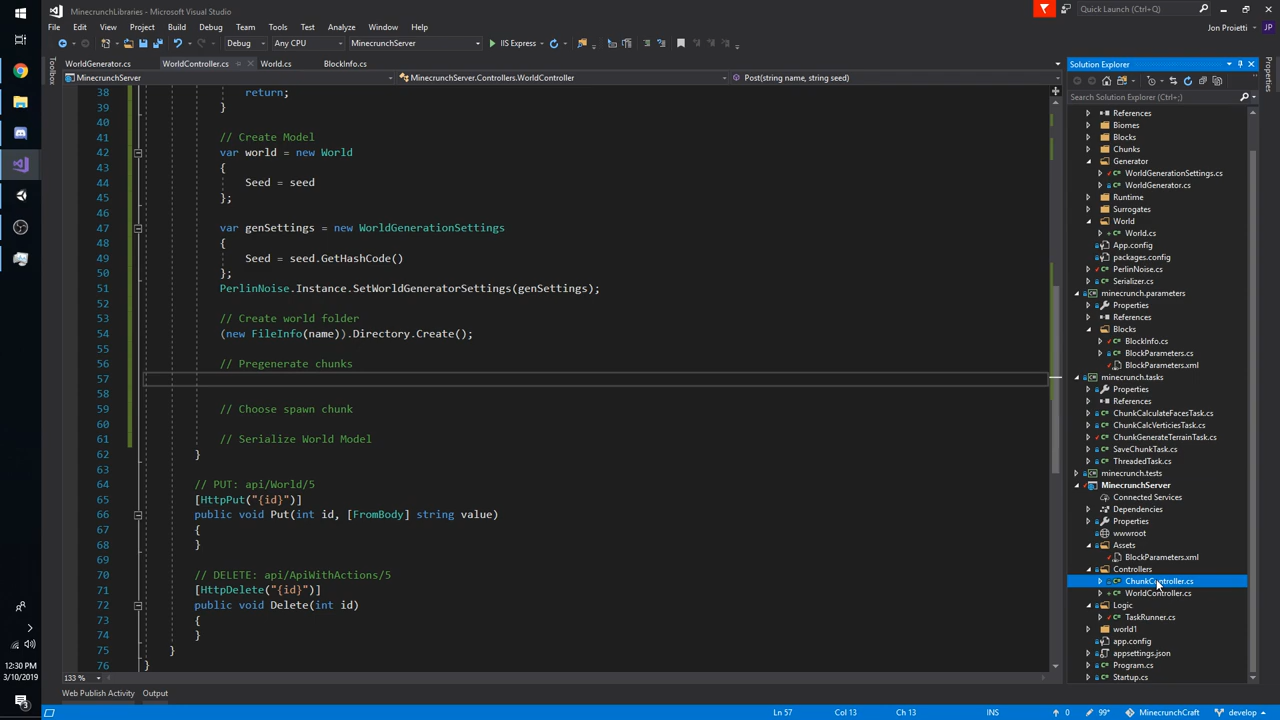 MinecrunchLibraries - Microsoft Visual Studio
Quick Launch (Ctrl+Q)
File Edit View Project Build Debug Team Tools Test Analyze Window Help
Jon Proietti JP
Debug Any CPU MinecrunchServer IIS Express
WorldGenerator.cs WorldController.cs World.cs BlockInfo.cs
MinecrunchServer MinecrunchServer.Controllers.WorldController Post(string name, string seed)
Toolbox
38 return;
39 }
40
41 // Create Model
42 var world = new World
43 {
44 Seed = seed
45 };
46
47 var genSettings = new WorldGenerationSettings
48 {
49 Seed = seed.GetHashCode()
50 };
51 PerlinNoise.Instance.SetWorldGeneratorSettings(genSettings);
52
53 // Create world folder
54 (new FileInfo(name)).Directory.Create();
55
56 // Pregenerate chunks
57
58
59 // Choose spawn chunk
60
61 // Serialize World Model
62 }
63
64 // PUT: api/World/5
65 [HttpPut("{id}")]
66 public void Put(int id, [FromBody] string value)
67 {
68 }
69
70 // DELETE: api/ApiWithActions/5
71 [HttpDelete("{id}")]
72 public void Delete(int id)
73 {
74 }
75 }
76 }
133 %
Web Publish Activity Output
Solution Explorer
Search Solution Explorer (Ctrl+;)
References
Biomes
Blocks
Chunks
Generator
WorldGenerationSettings.cs
WorldGenerator.cs
Runtime
Surrogates
World
World.cs
App.config
packages.config
PerlinNoise.cs
Serializer.cs
minecrunch.parameters
Properties
References
Blocks
BlockInfo.cs
BlockParameters.cs
BlockParameters.xml
minecrunch.tasks
Properties
References
ChunkCalculateFacesTask.cs
ChunkCalcVerticiesTask.cs
ChunkGenerateTerrainTask.cs
SaveChunkTask.cs
ThreadedTask.cs
minecrunch.tests
MinecrunchServer
Connected Services
Dependencies
Properties
wwwroot
Assets
BlockParameters.xml
Controllers
ChunkController.cs
WorldController.cs
Logic
TaskRunner.cs
world1
app.config
appsettings.json
Program.cs
Startup.cs
Properties
Ln 57 Col 13 Ch 13 INS 0 99* MinecrunchCraft develop
12:30 PM
3/10/2019
3